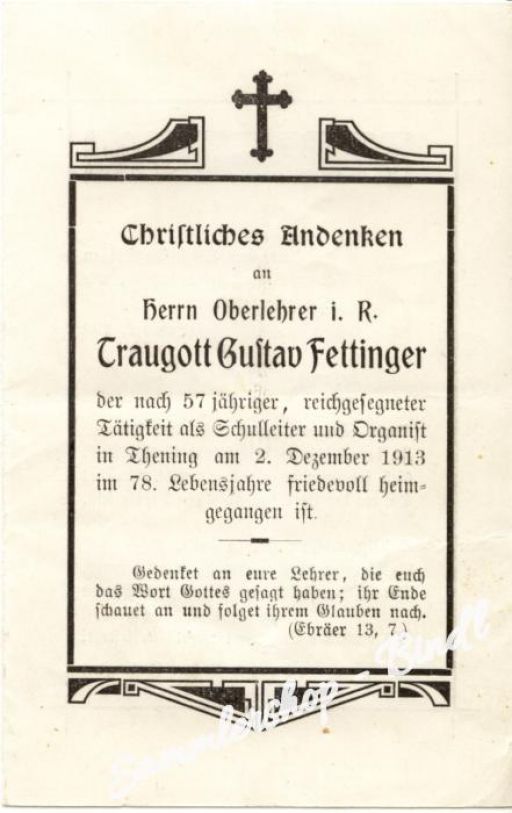 Christliches Andenken
an
Herrn Oberlehrer i. R.
Traugott Gustav Fettinger
der nach 57 jähriger, reichgesegneter
Tätigkeit als Schulleiter und Organist
in Thening am 2. Dezember 1913
im 78. Lebensjahre friedevoll heim-
gegangen ist.
Gedenket an eure Lehrer, die euch
das Wort Gottes gesagt haben; ihr Ende
schauet an und folget ihrem Glauben nach.
(Ebräer 13, 7.)
Sammlershop - Bindl